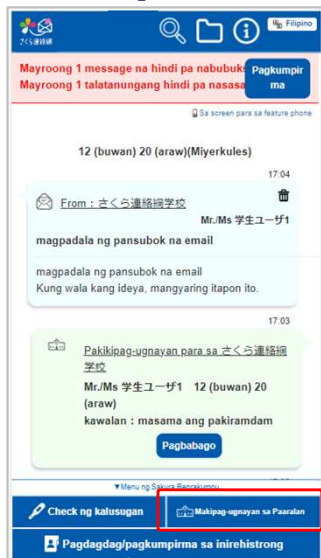 さくら連絡網
Filipino
Mayroong 1 message na hindi pa nabubuk
Mayroong 1 talatanungang hindi pa nasasa
Pagkumpir
ma
Sa screen para sa feature phone
12 (buwan) 20 (araw)(Miyerkules)
17:04
From：さくら連絡網学校
Mr./Ms 学生ユーザ1
magpadala ng pansubok na email
magpadala ng pansubok na email
Kung wala kang ideya, mangyaring itapon ito.
17:03
Pakikipag-ugnayan para sa さくら連絡網
学校
Mr./Ms 学生ユーザ1 12 (buwan) 20
(araw)
kawalan：masama ang pakiramdam
Pagbabago
▼Menu ng Sakura Renrakumou
Check ng kalusugan
Makipag-ugnayan sa Paaralan
Pagdagdag/pagkumpirma sa inirehistrong